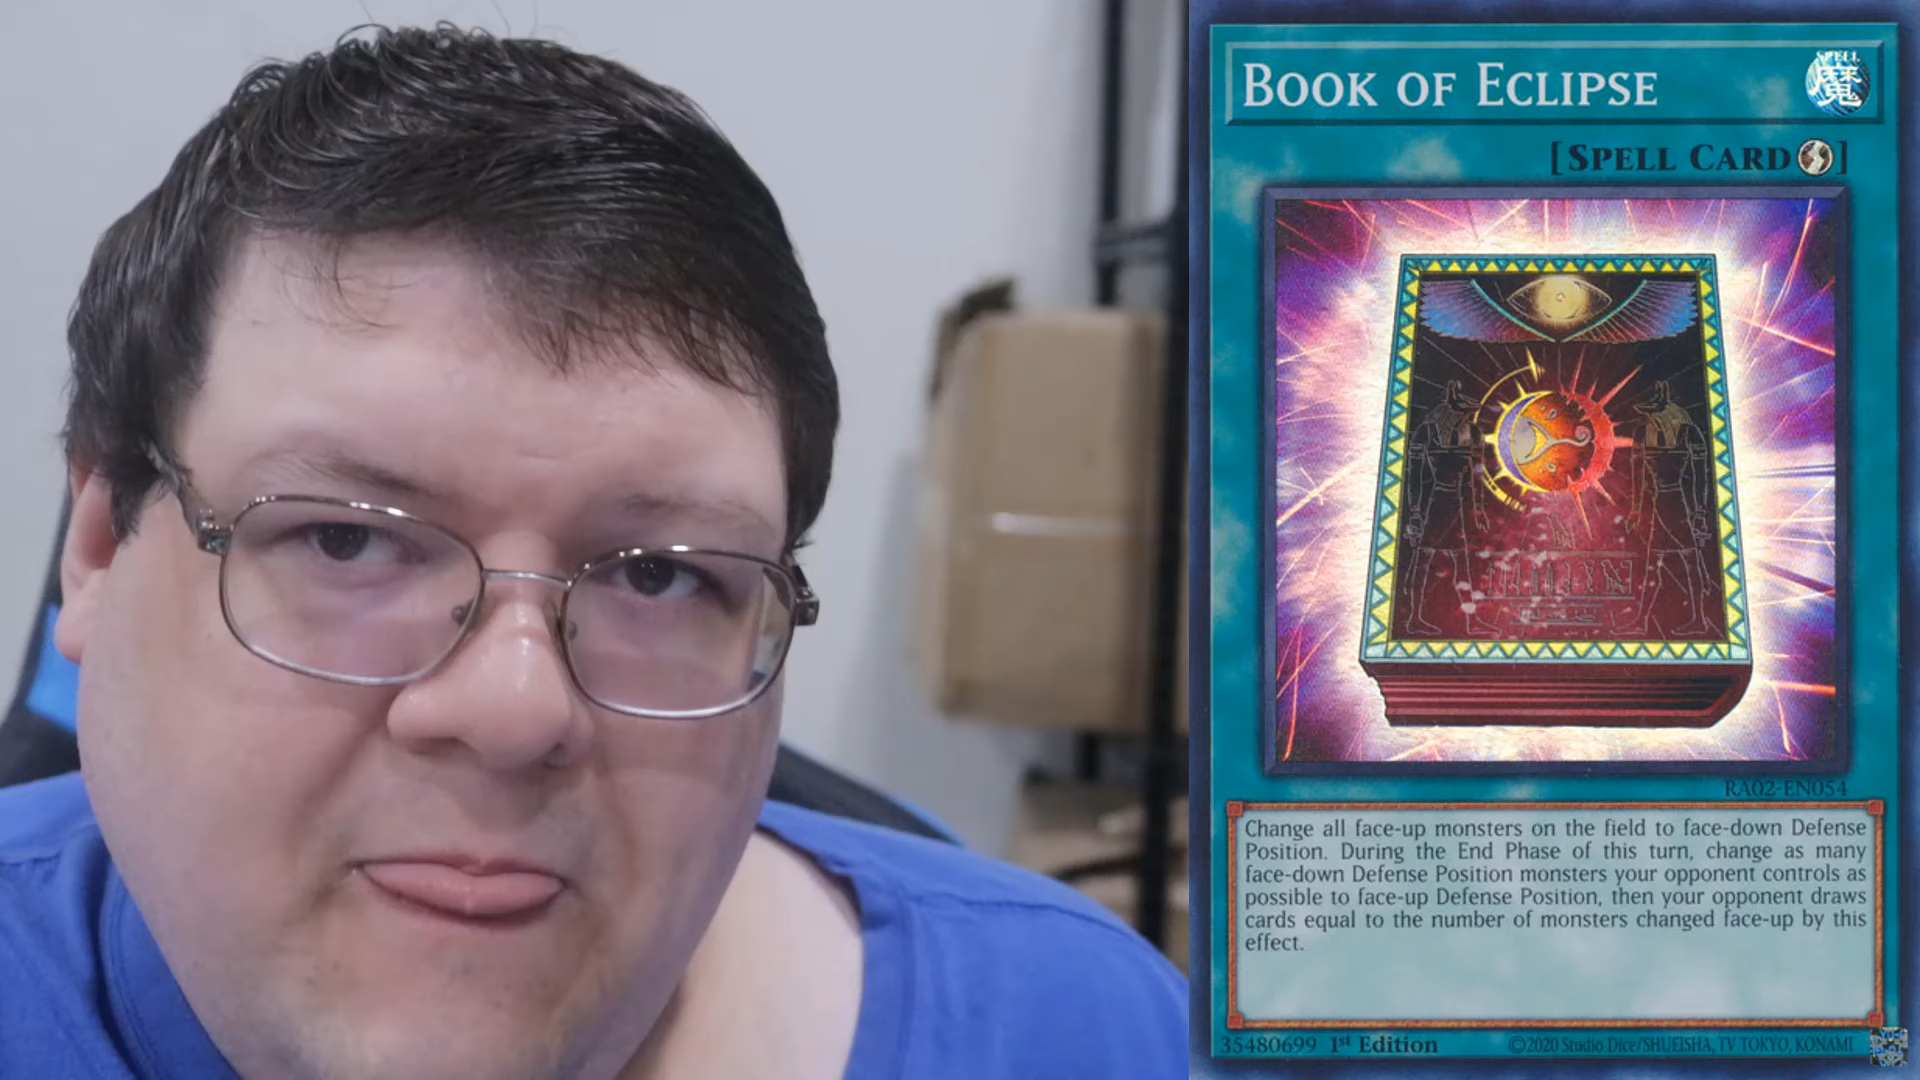 BOOK OF ECLIPSE
SPELL
魔
[SPELL CARD]
RA02-EN054
Change all face-up monsters on the field to face-down Defense
Position. During the End Phase of this turn, change as many
face-down Defense Position monsters your opponent controls as
possible to face-up Defense Position, then your opponent draws
cards equal to the number of monsters changed face-up by this
effect.
35480699 1st Edition ©2020 Studio Dice/SHUEISHA, TV TOKYO, KONAMI